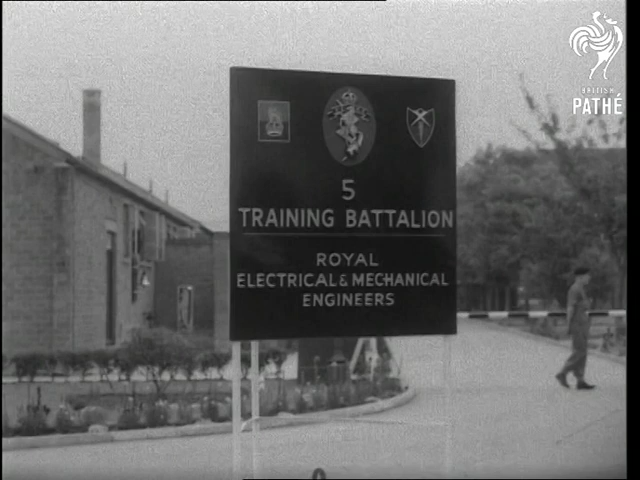 BRITISH
PATHÉ
5
TRAINING BATTALION
ROYAL
ELECTRICAL & MECHANICAL
ENGINEERS